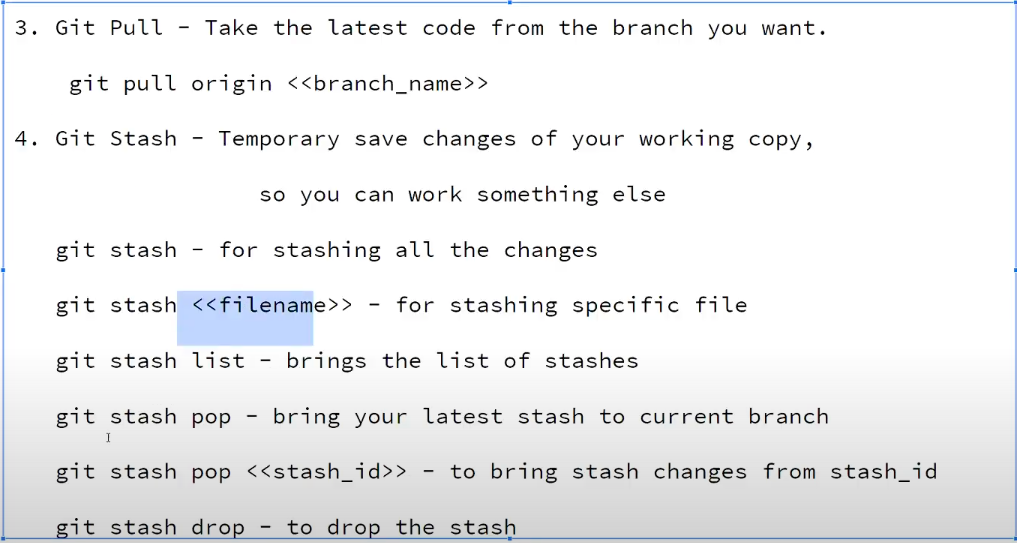 3. Git Pull - Take the latest code from the branch you want.
git pull origin <<branch_name>>
4. Git Stash - Temporary save changes of your working copy,
so you can work something else
git stash - for stashing all the changes
git stash <<filename>> - for stashing specific file
git stash list - brings the list of stashes
git stash pop - bring your latest stash to current branch
git stash pop <<stash_id>> - to bring stash changes from stash_id
git stash drop - to drop the stash